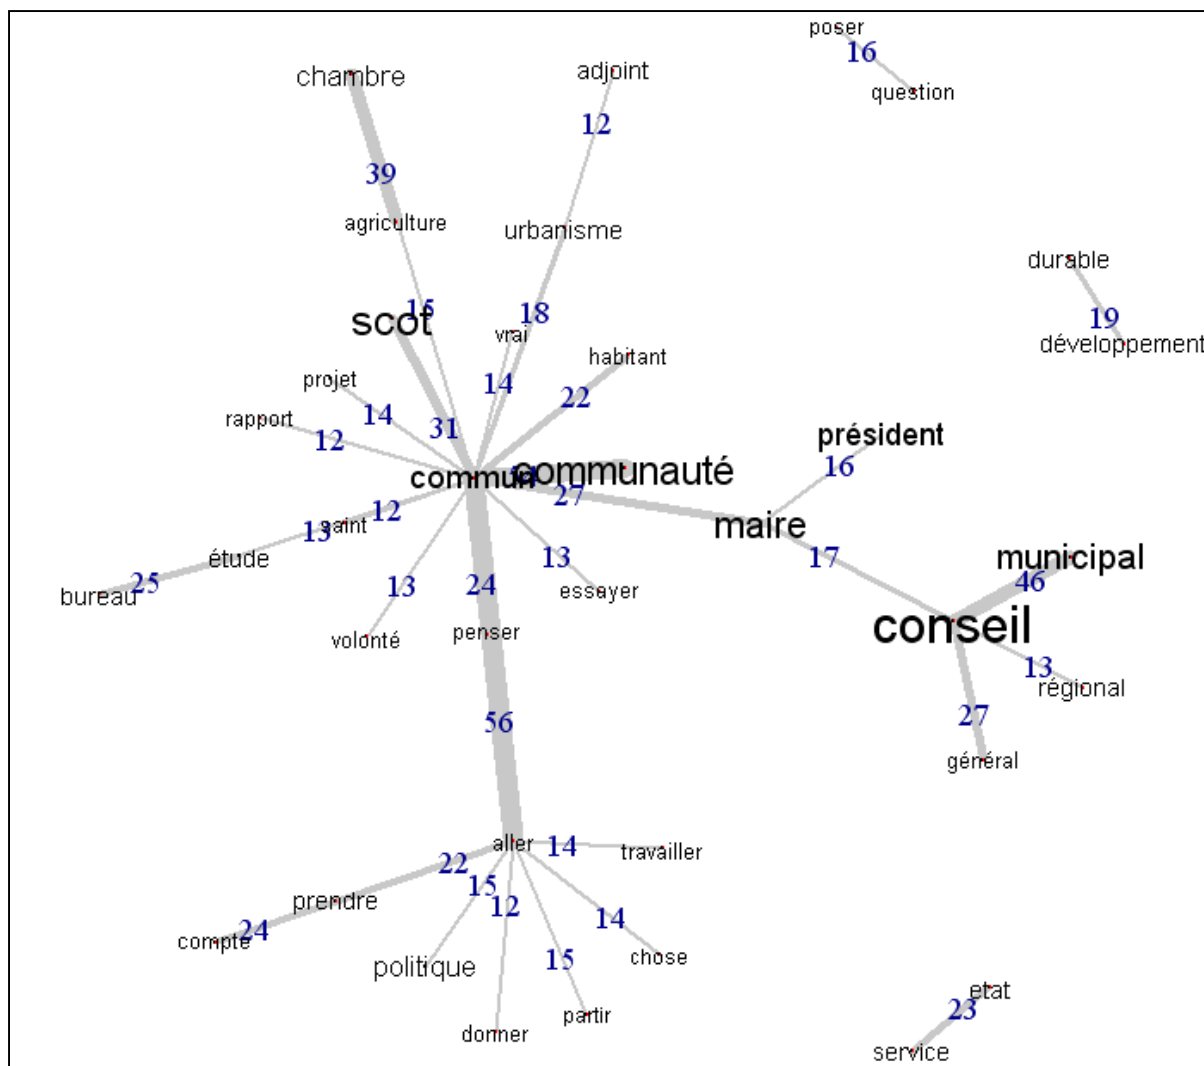 poser
16
question
chambre
adjoint
12
39
agriculture
urbanisme
durable
19
développement
15
scot
18
vrai
habitant
projet
14
22
rapport
14
31
12
président
16
commun
communauté
27
maire
12
saint
13
étude
17
municipal
46
bureau
25
13
24
13
essayer
conseil
volonté
penser
13
régional
56
27
général
aller
14
travailler
22
15
prendre
12
14
compte
24
politique
15
chose
partir
donner
etat
23
service